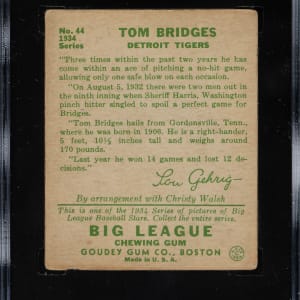 No. 44
1934
Series
TOM BRIDGES
DETROIT TIGERS
"Three times within the past two years he has
come within an ace of pitching a no-hit game,
allowing only one safe blow on each occasion.
"On August 5, 1932 there were two men out in
the ninth inning when Sheriff Harris, Washington
pinch hitter singled to spoil a perfect game for
Bridges.
"Tom Bridges hails from Gordonsville, Tenn.,
where he was born in 1906. He is a right-hander,
5 feet, 10½ inches tall and weighs around
170 pounds.
"Last year he won 14 games and lost 12 de-
cisions."
Lou Gehrig
By arrangement with Christy Walsh
This is one of the 1934 Series of pictures of Big
League Baseball Stars. Collect the entire series.
BIG LEAGUE
CHEWING GUM
GOUDEY GUM CO., BOSTON
Made in U. S. A.